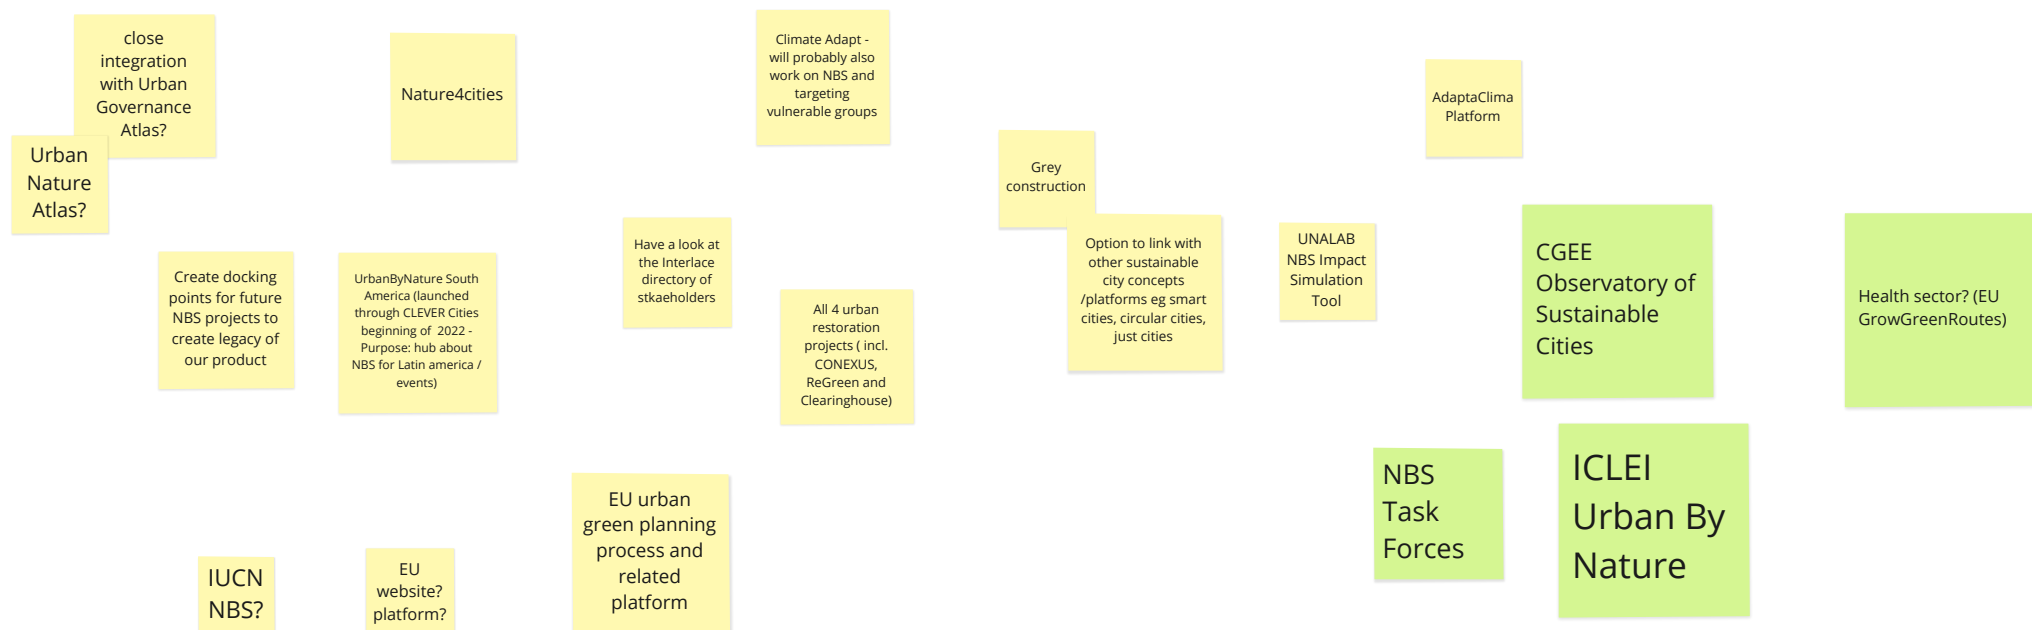 close
integration
with Urban
Governance
Atlas?
Urban
Nature
Atlas?
Nature4cities
Climate Adapt -
will probably also
work on NBS and
targeting
vulnerable groups
Grey
construction
AdaptaClima
Platform
Create docking
points for future
NBS projects to
create legacy of
our product
UrbanByNature South
America (launched
through CLEVER Cities
beginning of 2022 -
Purpose: hub about
NBS for Latin america /
events)
Have a look at
the Interlace
directory of
stkaeholders
All 4 urban
restoration
projects ( incl.
CONEXUS,
ReGreen and
Clearinghouse)
Option to link with
other sustainable
city concepts
/platforms eg smart
cities, circular cities,
just cities
UNALAB
NBS Impact
Simulation
Tool
CGEE
Observatory of
Sustainable
Cities
Health sector? (EU
GrowGreenRoutes)
IUCN
NBS?
EU
website?
platform?
EU urban
green planning
process and
related
platform
NBS
Task
Forces
ICLEI
Urban By
Nature